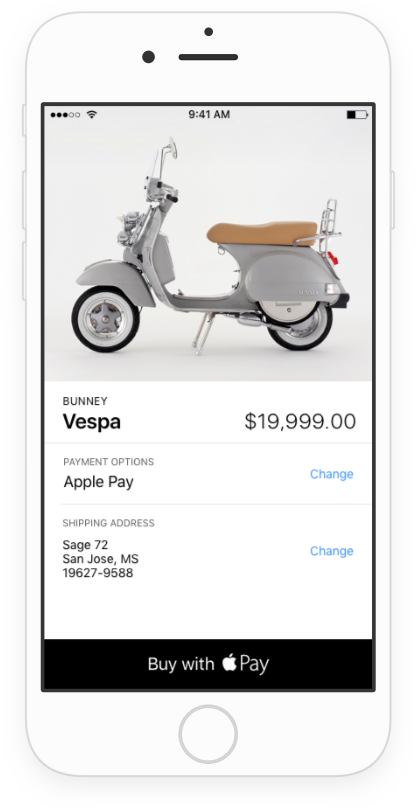 9:41 AM
BUNNEY
Vespa
$19,999.00
PAYMENT OPTIONS
Apple Pay
Change
SHIPPING ADDRESS
Sage 72
San Jose, MS
19627-9588
Change
Buy with Pay